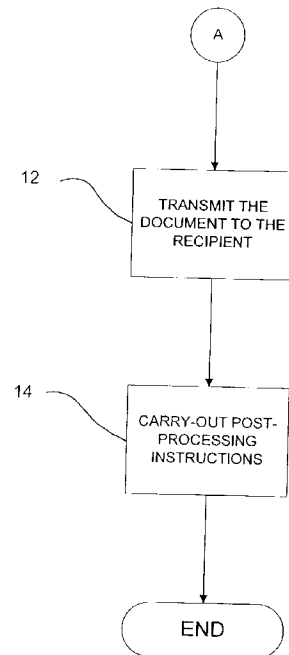 A
12
TRANSMIT THE
DOCUMENT TO THE
RECIPIENT
14
CARRY-OUT POST-
PROCESSING
INSTRUCTIONS
END